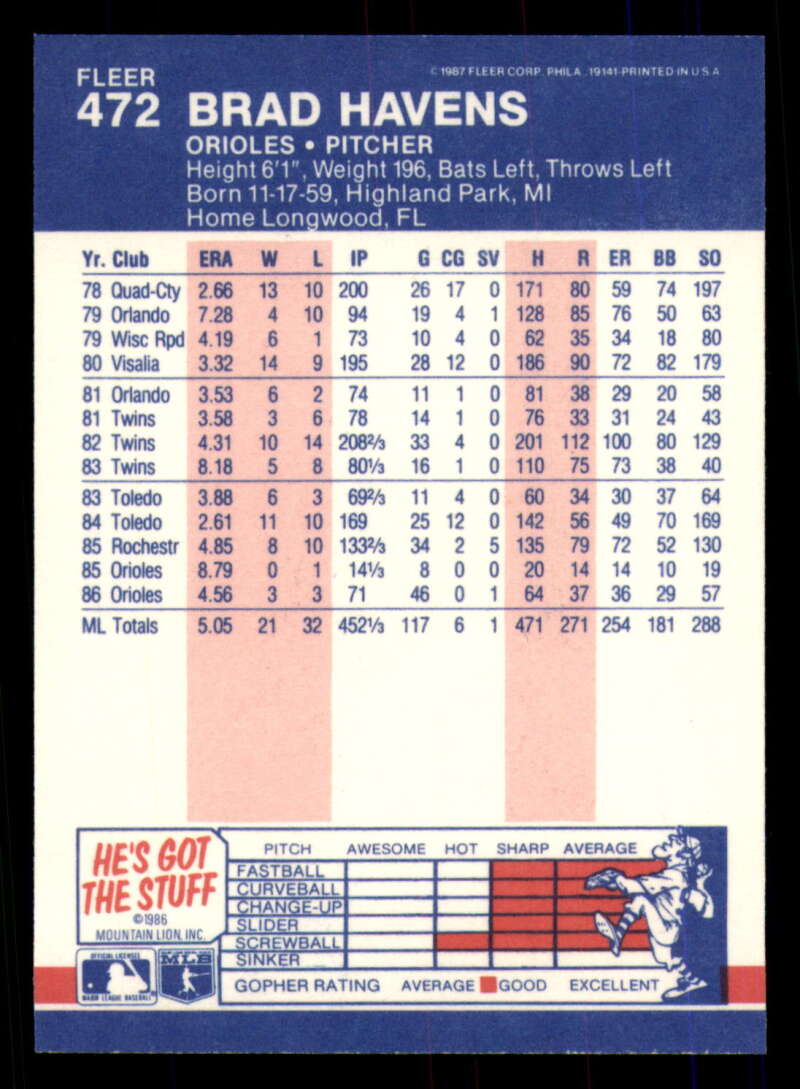 FLEER
© 1987 FLEER CORP. PHILA. 19141-PRINTED IN U S A
472 BRAD HAVENS
ORIOLES • PITCHER
Height 6'1", Weight 196, Bats Left, Throws Left
Born 11-17-59, Highland Park, MI
Home Longwood, FL
Yr. Club ERA W L IP G CG SV H R ER BB SO
78 Quad-Cty 2.66 13 10 200 26 17 0 171 80 59 74 197
79 Orlando 7.28 4 10 94 19 4 1 128 85 76 50 63
79 Wisc Rpd 4.19 6 1 73 10 4 0 62 35 34 18 80
80 Visalia 3.32 14 9 195 28 12 0 186 90 72 82 179
81 Orlando 3.53 6 2 74 11 1 0 81 38 29 20 58
81 Twins 3.58 3 6 78 14 1 0 76 33 31 24 43
82 Twins 4.31 10 14 208⅔ 33 4 0 201 112 100 80 129
83 Twins 8.18 5 8 80⅓ 16 1 0 110 75 73 38 40
83 Toledo 3.88 6 3 69⅔ 11 4 0 60 34 30 37 64
84 Toledo 2.61 11 10 169 25 12 0 142 56 49 70 169
85 Rochestr 4.85 8 10 133⅔ 34 2 5 135 79 72 52 130
85 Orioles 8.79 0 1 14⅓ 8 0 0 20 14 14 10 19
86 Orioles 4.56 3 3 71 46 0 1 64 37 36 29 57
ML Totals 5.05 21 32 452⅓ 117 6 1 471 271 254 181 288
HE'S GOT
THE STUFF
©1986
MOUNTAIN LION, INC.
PITCH AWESOME HOT SHARP AVERAGE
FASTBALL
CURVEBALL
CHANGE-UP
SLIDER
SCREWBALL
SINKER
GOPHER RATING AVERAGE GOOD EXCELLENT
OFFICIAL LICENSEE
MAJOR LEAGUE BASEBALL
MLB